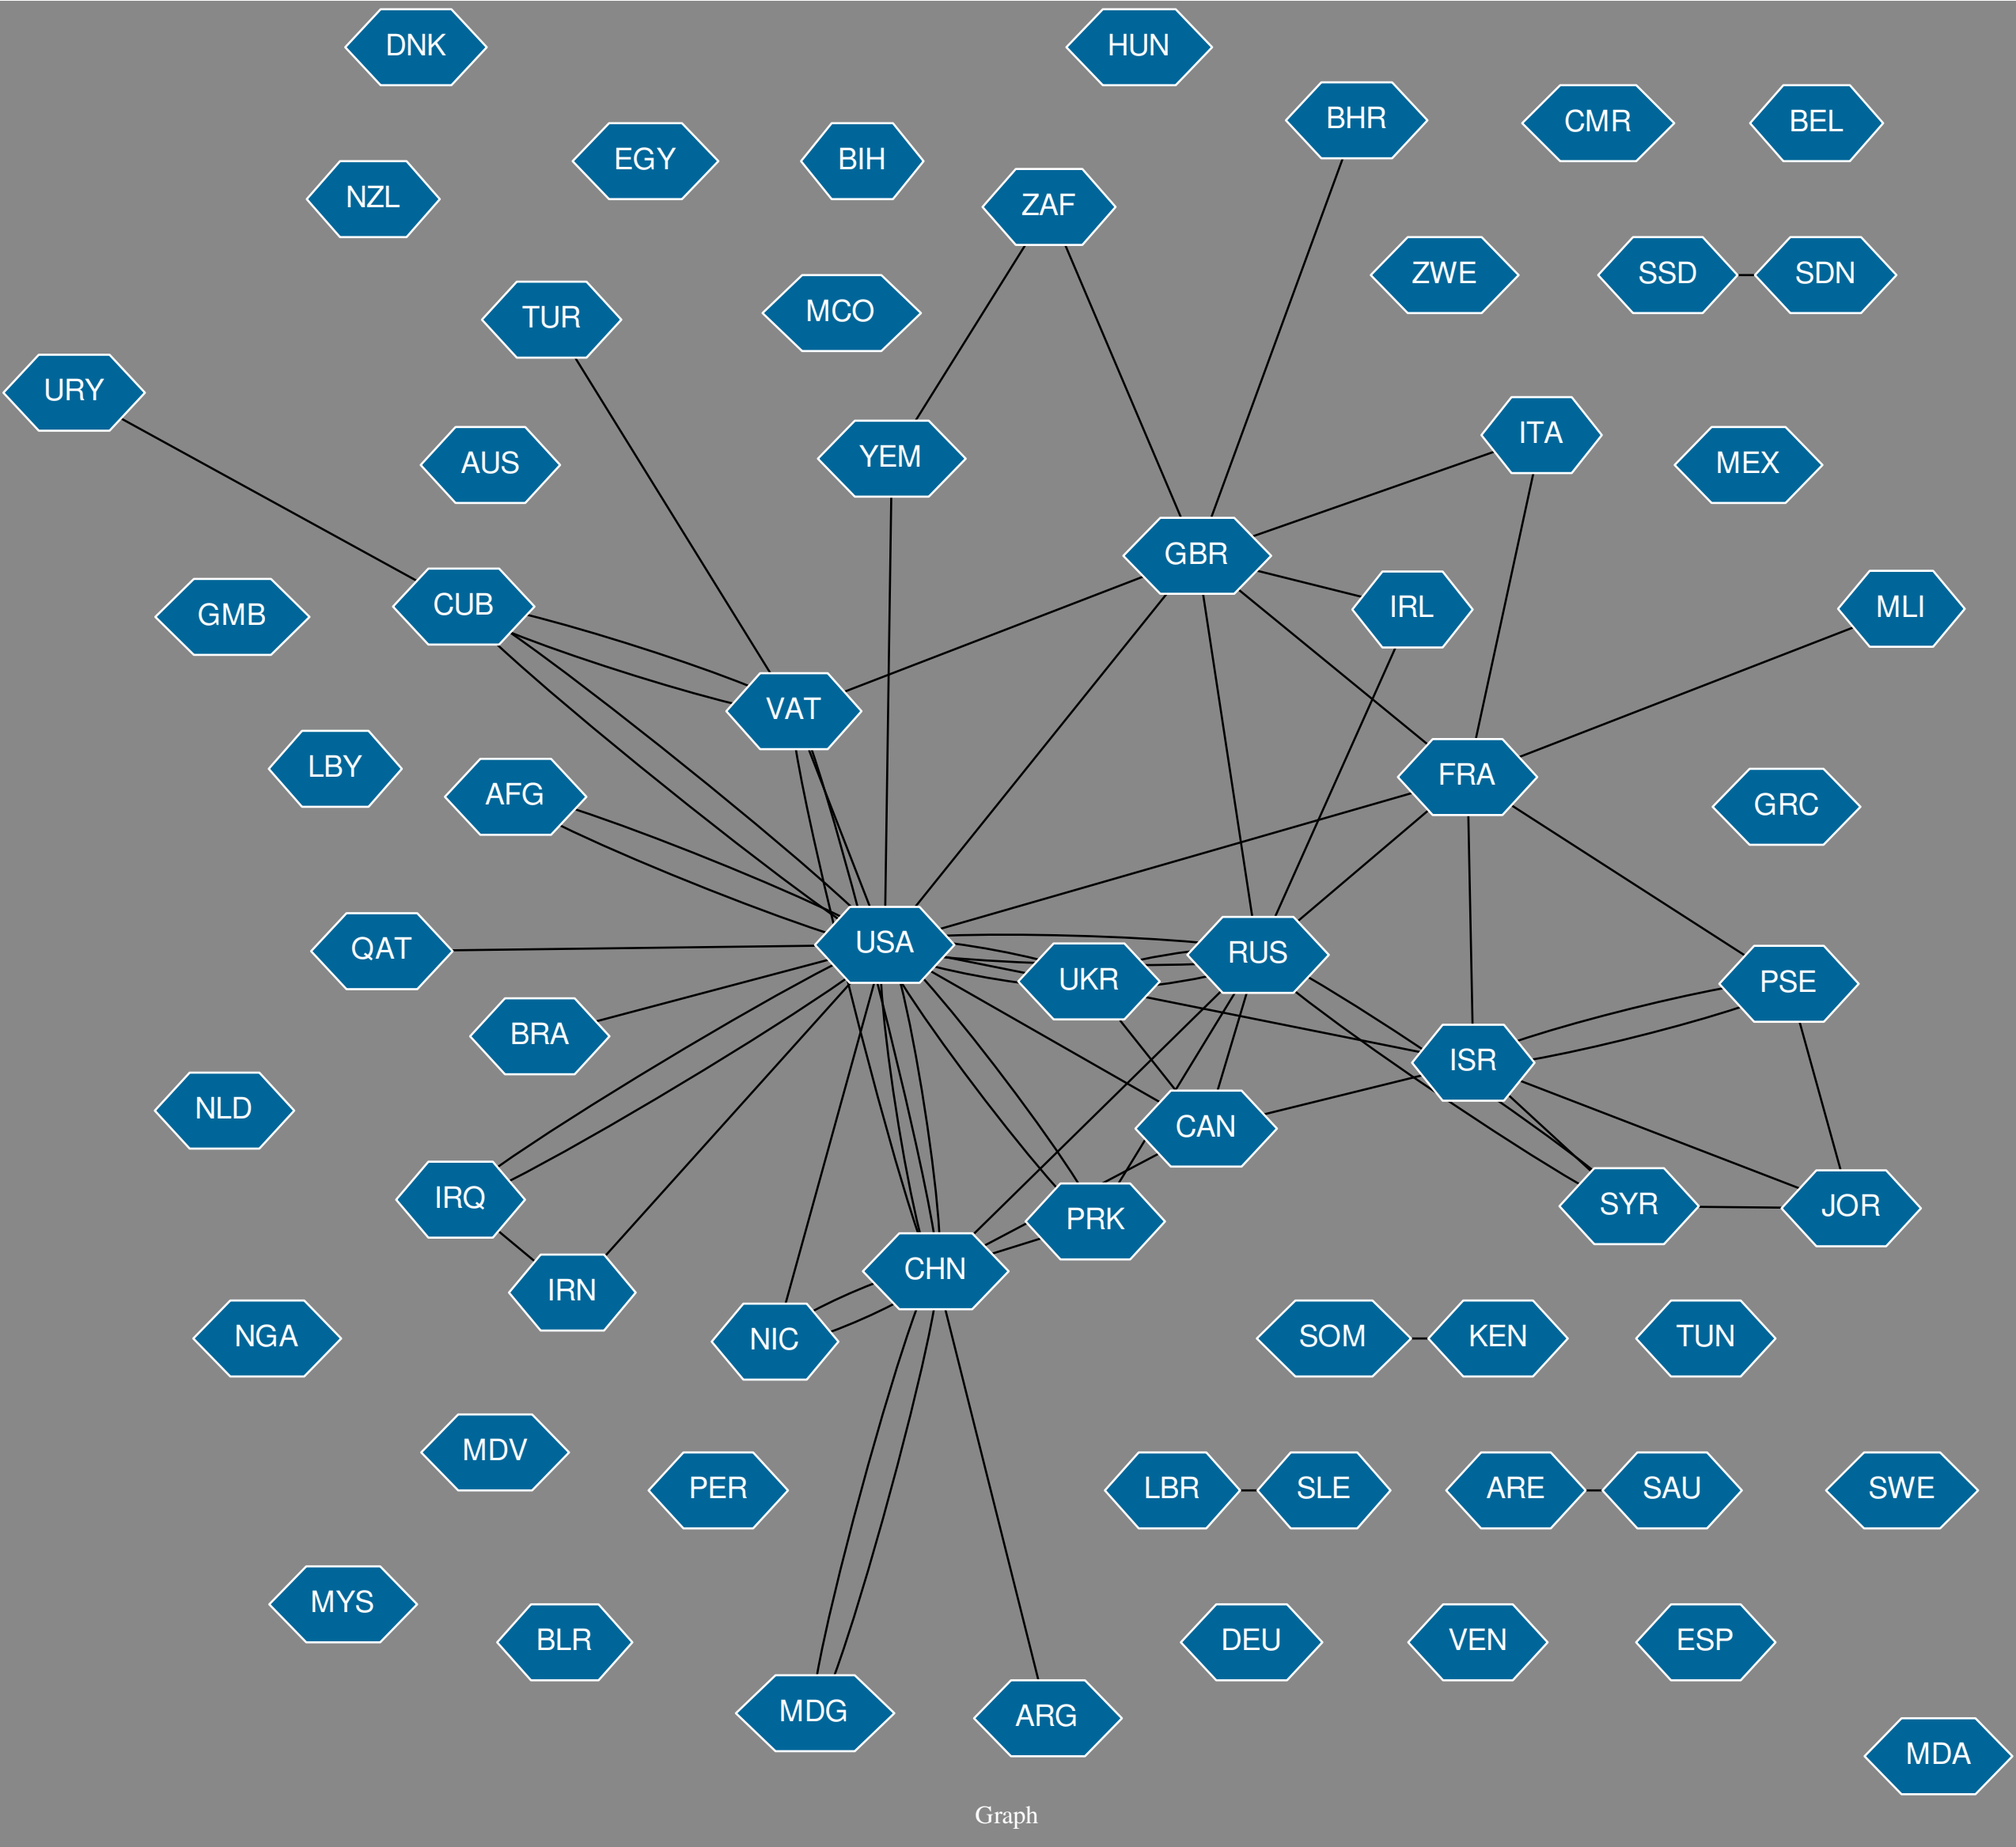 DNK
HUN
BHR
CMR
BEL
EGY
BIH
NZL
ZAF
ZWE
SSD
SDN
MCO
TUR
URY
ITA
AUS
YEM
MEX
GBR
CUB
IRL
MLI
GMB
VAT
LBY
FRA
AFG
GRC
USA
QAT
RUS
UKR
PSE
BRA
ISR
NLD
CAN
IRQ
SYR
JOR
PRK
CHN
IRN
NGA
NIC
SOM
KEN
TUN
MDV
PER
LBR
SLE
ARE
SAU
SWE
MYS
BLR
DEU
VEN
ESP
MDG
ARG
MDA
Graph